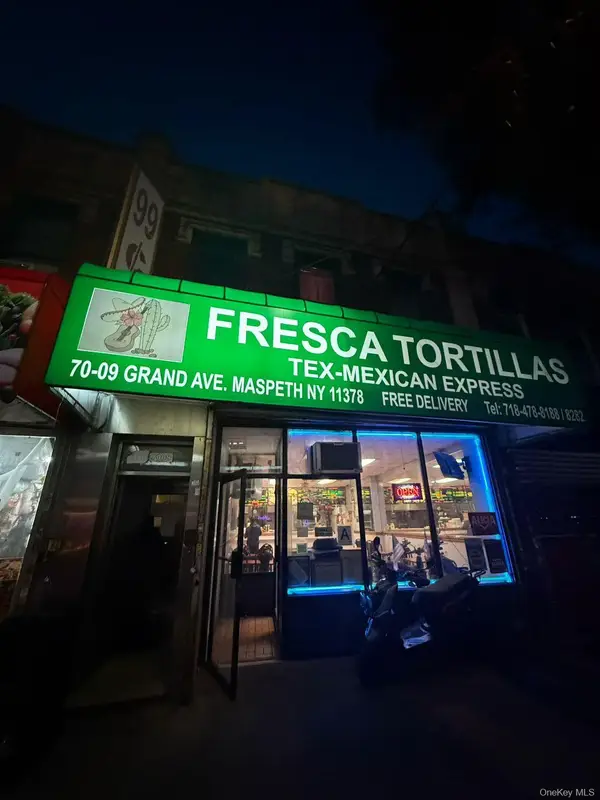 99
FRESCA TORTILLAS
TEX-MEXICAN EXPRESS
70-09 GRAND AVE. MASPETH NY 11378 FREE DELIVERY Tel: 718-478-8188 / 8282
OPEN
A
OneKey MLS